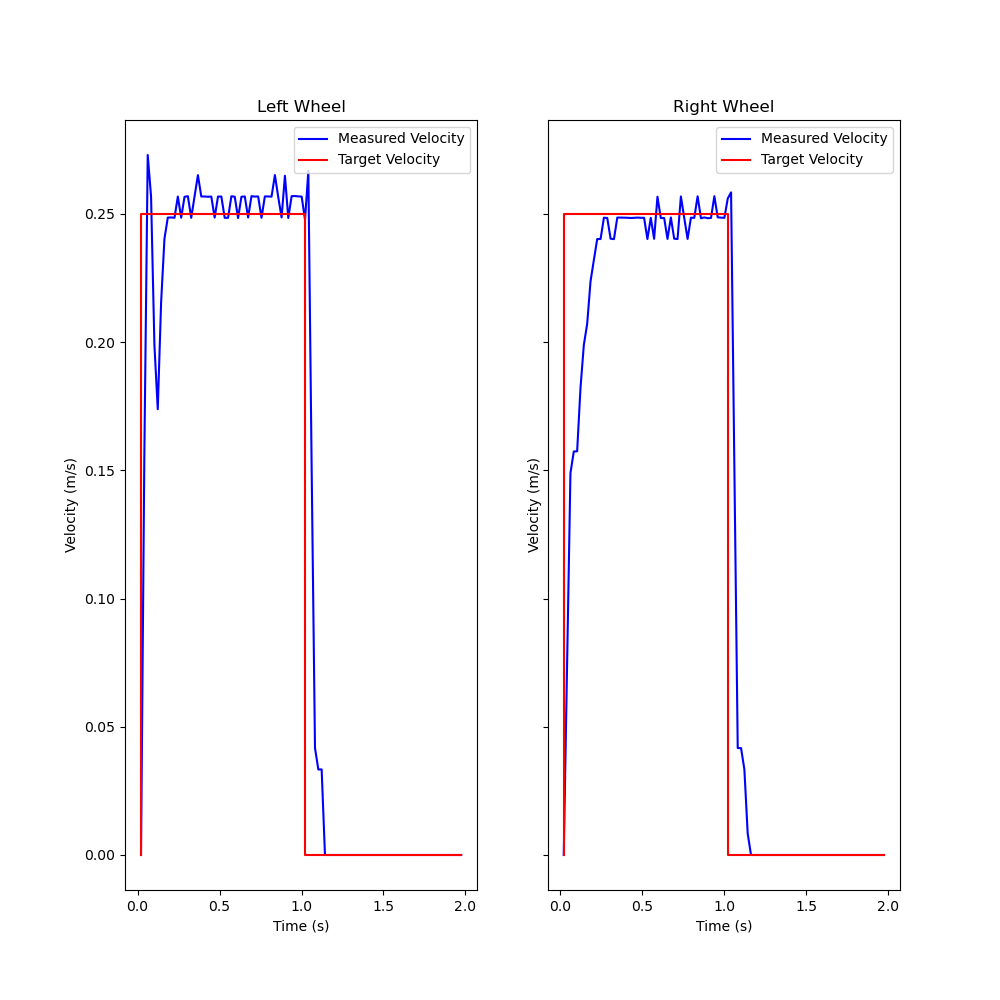 Left Wheel
Measured Velocity
Target Velocity
Velocity (m/s)
0.25
0.20
0.15
0.10
0.05
0.00
0.0 0.5 1.0 1.5 2.0
Time (s)
Right Wheel
Measured Velocity
Target Velocity
Velocity (m/s)
0.0 0.5 1.0 1.5 2.0
Time (s)